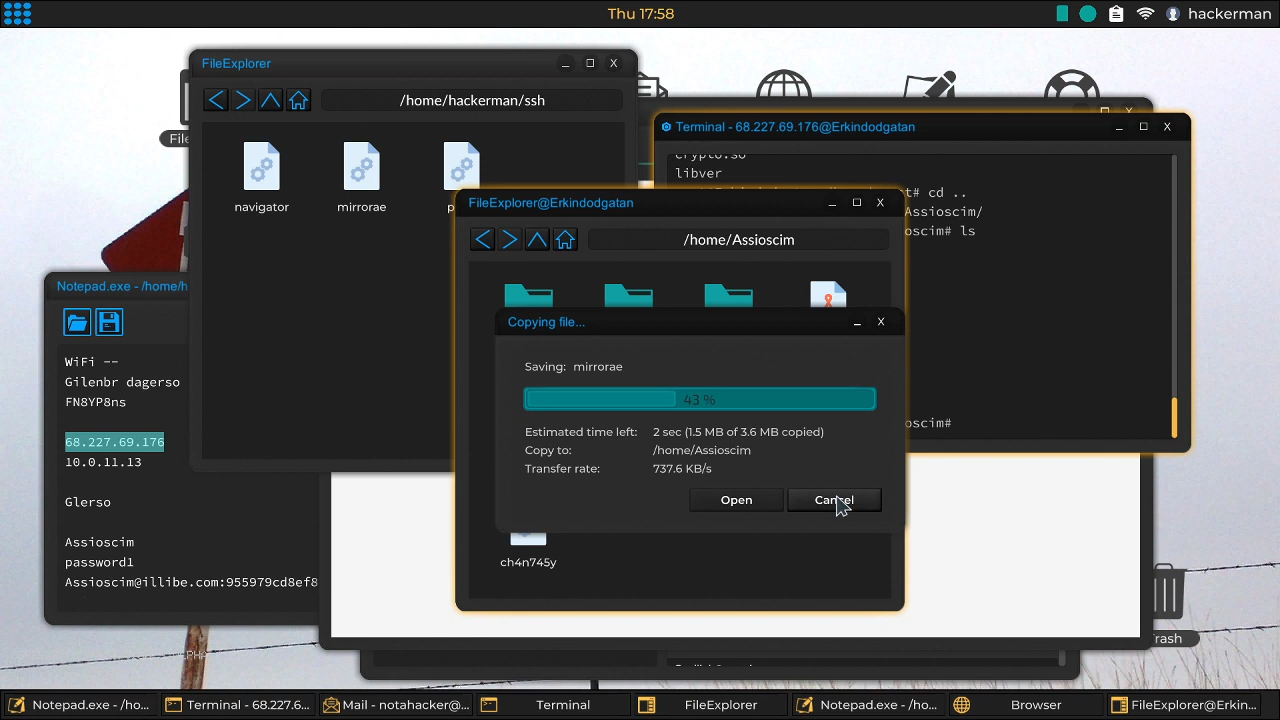 Thu 17:58
hackerman
FileExplorer
/home/hackerman/ssh
navigator
mirrorae
Terminal - 68.227.69.176@Erkindodgatan
crypto.so
libver
# cd ..
Assioscim/
oscim# ls
oscim#
FileExplorer@Erkindodgatan
/home/Assioscim
Copying file...
Saving: mirrorae
43 %
Estimated time left: 2 sec (1.5 MB of 3.6 MB copied)
Copy to: /home/Assioscim
Transfer rate: 737.6 KB/s
Open
Cancel
ch4n745y
Notepad.exe - /home/h
WiFi --
Gilenbr dagerso
FN8YP8ns
68.227.69.176
10.0.11.13
Glerso
Assioscim
password1
Assioscim@illibe.com:955979cd8ef8
Trash
Notepad.exe - /ho...
Terminal - 68.227.6...
Mail - notahacker@...
Terminal
FileExplorer
Notepad.exe - /ho...
Browser
FileExplorer@Erkin...